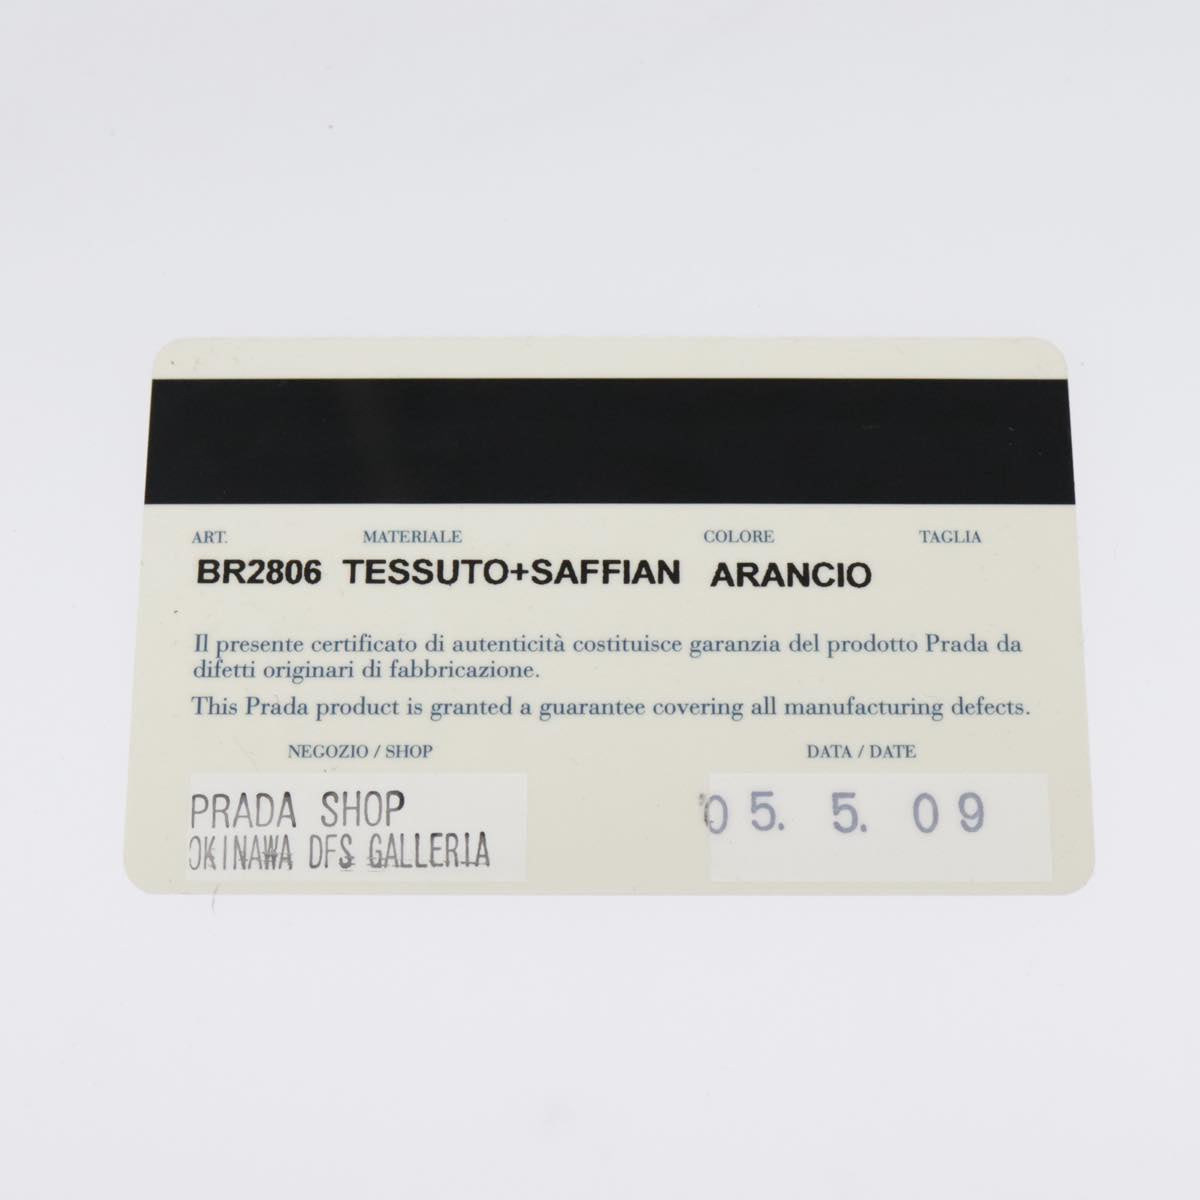 ART. MATERIALE COLORE TAGLIA
BR2806 TESSUTO+SAFFIAN ARANCIO
Il presente certificato di autenticità costituisce garanzia del prodotto Prada da
difetti originari di fabbricazione.
This Prada product is granted a guarantee covering all manufacturing defects.
NEGOZIO / SHOP DATA / DATE
PRADA SHOP '05. 5. 09
OKINAWA DFS GALLERIA